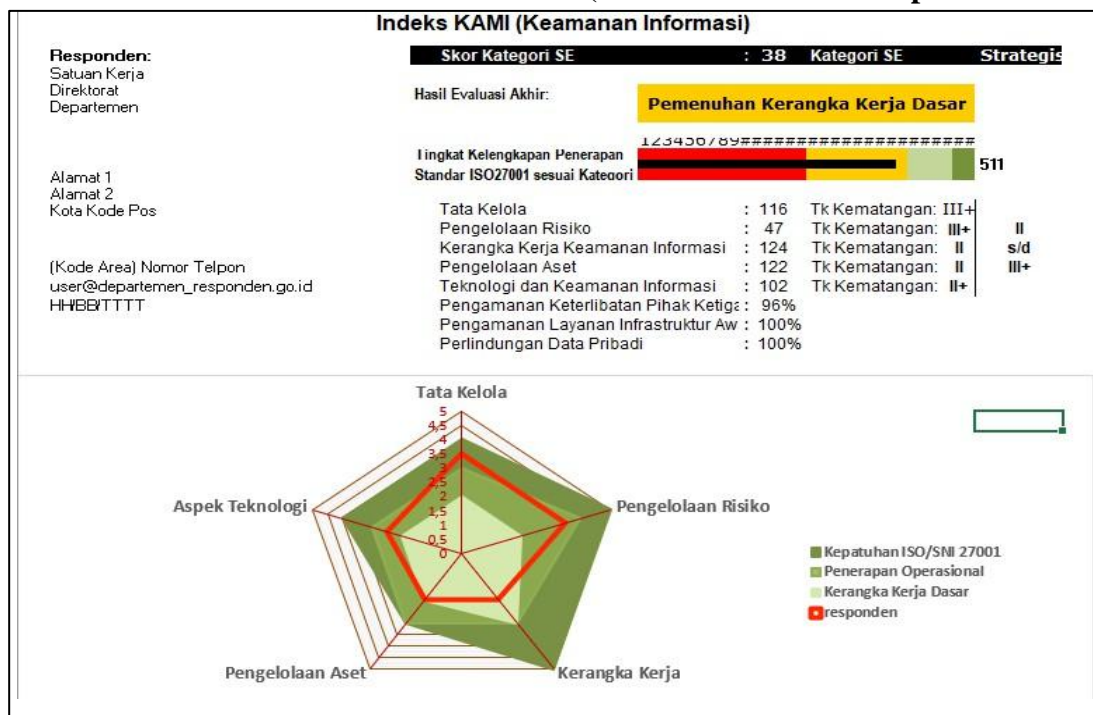 Indeks KAMI (Keamanan Informasi)
Responden:
Satuan Kerja
Direktorat
Departemen
Alamat 1
Alamat 2
Kota Kode Pos
(Kode Area) Nomor Telpon
user@departemen_responden.go.id
HH/BB/TTTT
Skor Kategori SE : 38 Kategori SE Strategis
Hasil Evaluasi Akhir: Pemenuhan Kerangka Kerja Dasar
123456789#####################
Tingkat Kelengkapan Penerapan
Standar ISO27001 sesuai Kategori 511
Tata Kelola : 116 Tk Kematangan: III+
Pengelolaan Risiko : 47 Tk Kematangan: III+ II
Kerangka Kerja Keamanan Informasi : 124 Tk Kematangan: II s/d
Pengelolaan Aset : 122 Tk Kematangan: II III+
Teknologi dan Keamanan Informasi : 102 Tk Kematangan: II+
Pengamanan Keterlibatan Pihak Ketiga : 96%
Pengamanan Layanan Infrastruktur Aw : 100%
Perlindungan Data Pribadi : 100%
Tata Kelola
5
4,5
4
3,5
3
2,5
2
1,5
1
0,5
0
Aspek Teknologi
Pengelolaan Risiko
Pengelolaan Aset
Kerangka Kerja
Kepatuhan ISO/SNI 27001
Penerapan Operasional
Kerangka Kerja Dasar
responden